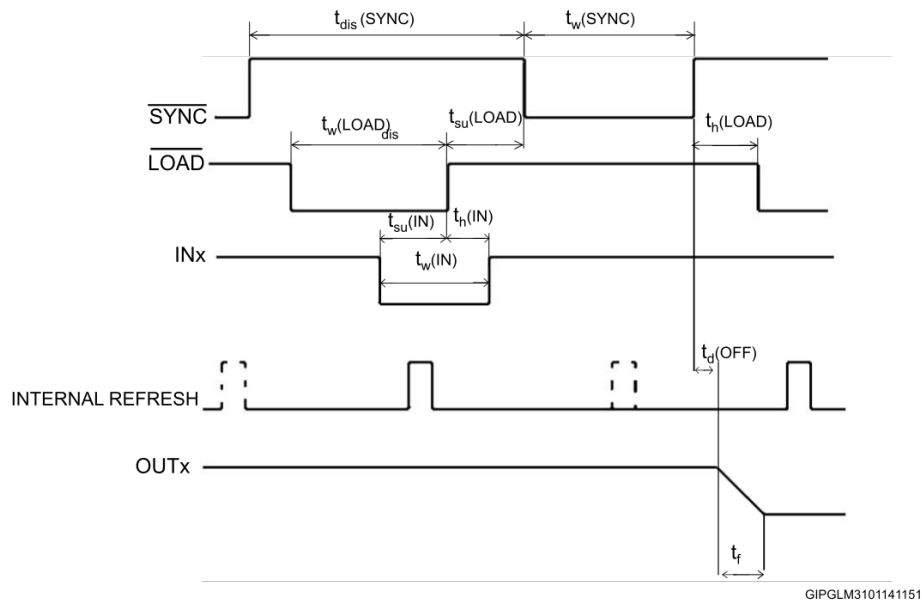 tdis(SYNC)
tw(SYNC)
SYNC
tw(LOAD)dis
tsu(LOAD)
th(LOAD)
LOAD
tsu(IN)
th(IN)
INx
tw(IN)
td(OFF)
INTERNAL REFRESH
OUTx
tf
GIPGLM3101141151